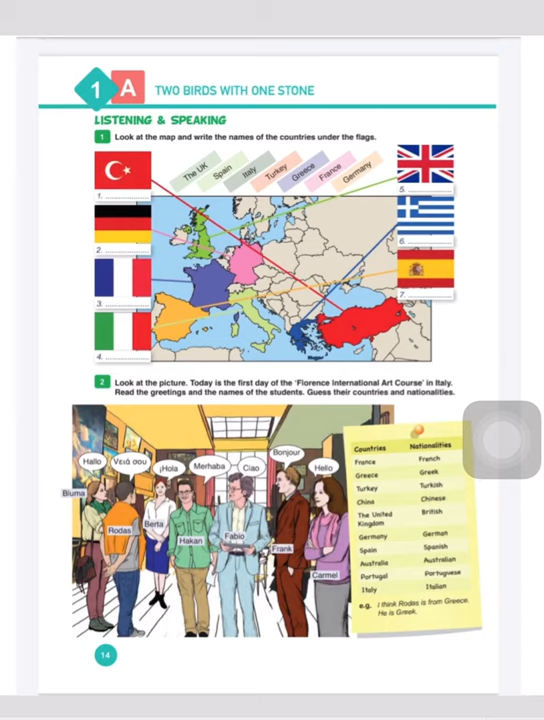 1 A TWO BIRDS WITH ONE STONE
LISTENING & SPEAKING
1 Look at the map and write the names of the countries under the flags.
The UK
Spain
Italy
Turkey
Greece
France
Germany
1. ................
2. ................
3. ................
4. ................
5. ................
6. ................
7. ................
2 Look at the picture. Today is the first day of the 'Florence International Art Course' in Italy.
Read the greetings and the names of the students. Guess their countries and nationalities.
Hallo
Γειά σου
¡Hola
Merhaba
Ciao
Bonjour
Hello
Bluma
Rodas
Berta
Hakan
Fabio
Frank
Carmel
Countries Nationalities
France French
Greece Greek
Turkey Turkish
China Chinese
The United British
Kingdom
Germany German
Spain Spanish
Australia Australian
Portugal Portuguese
Italy Italian
e.g. I think Rodas is from Greece.
He is Greek.
14